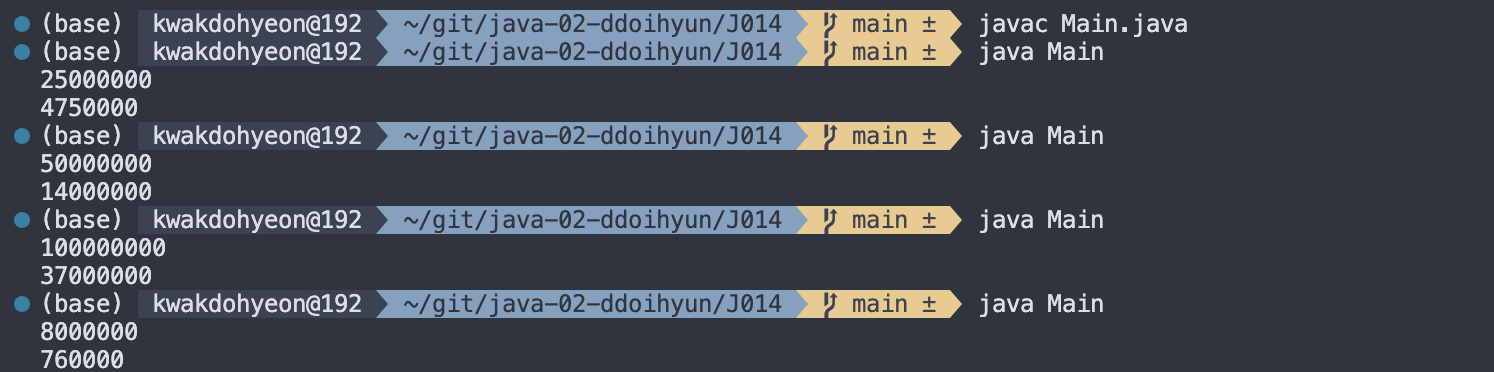 (base) kwakdohyeon@192 ~/git/java-02-ddoihyun/J014 main ± javac Main.java
(base) kwakdohyeon@192 ~/git/java-02-ddoihyun/J014 main ± java Main
25000000
4750000
(base) kwakdohyeon@192 ~/git/java-02-ddoihyun/J014 main ± java Main
50000000
14000000
(base) kwakdohyeon@192 ~/git/java-02-ddoihyun/J014 main ± java Main
100000000
37000000
(base) kwakdohyeon@192 ~/git/java-02-ddoihyun/J014 main ± java Main
8000000
760000